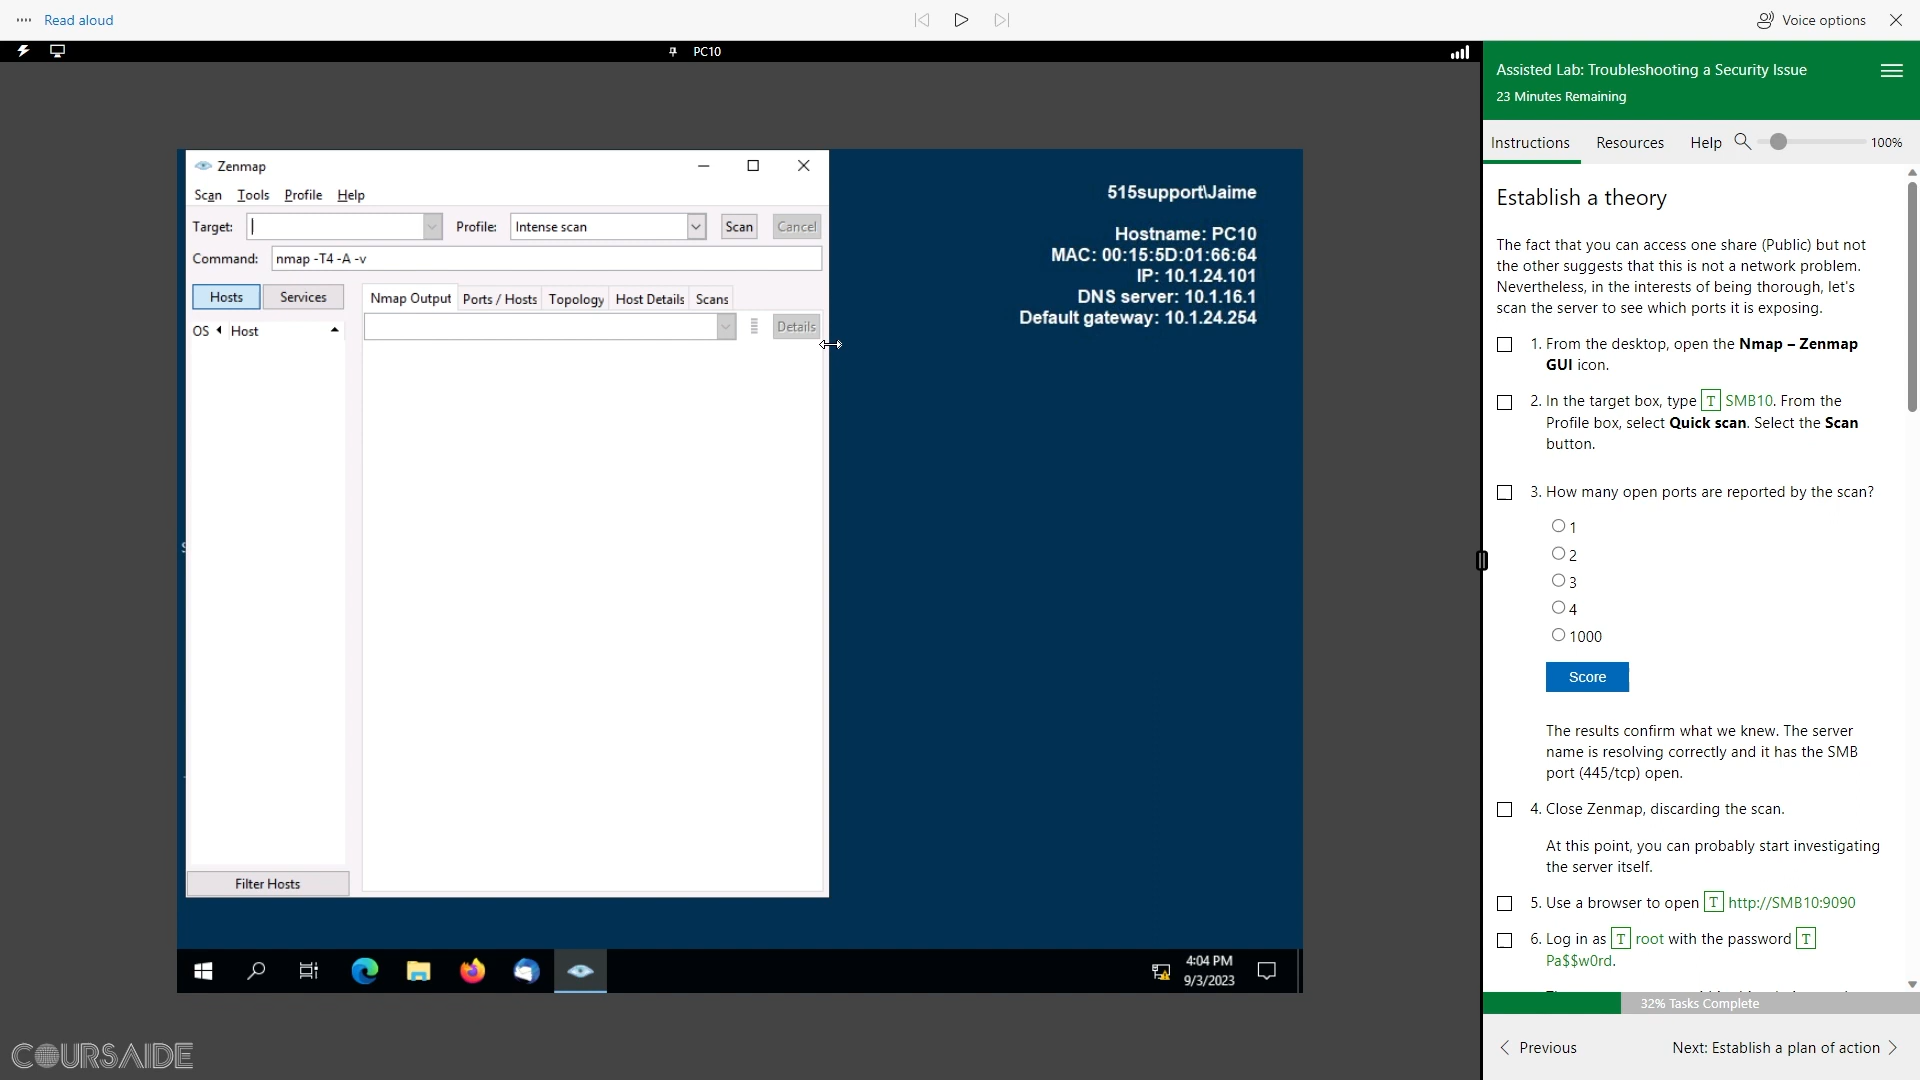 Read aloud
Voice options
PC10
Zenmap
Scan Tools Profile Help
Target:
Profile: Intense scan Scan Cancel
Command: nmap -T4 -A -v
Hosts Services
Nmap Output Ports / Hosts Topology Host Details Scans
OS Host
Details
Filter Hosts
515support\Jaime
Hostname: PC10
MAC: 00:15:5D:01:66:64
IP: 10.1.24.101
DNS server: 10.1.16.1
Default gateway: 10.1.24.254
4:04 PM
9/3/2023
COURSAIDE
Assisted Lab: Troubleshooting a Security Issue
23 Minutes Remaining
Instructions Resources Help 100%
Establish a theory
The fact that you can access one share (Public) but not
the other suggests that this is not a network problem.
Nevertheless, in the interests of being thorough, let's
scan the server to see which ports it is exposing.
1. From the desktop, open the Nmap – Zenmap
GUI icon.
2. In the target box, type T SMB10. From the
Profile box, select Quick scan. Select the Scan
button.
3. How many open ports are reported by the scan?
1
2
3
4
1000
Score
The results confirm what we knew. The server
name is resolving correctly and it has the SMB
port (445/tcp) open.
4. Close Zenmap, discarding the scan.
At this point, you can probably start investigating
the server itself.
5. Use a browser to open T http://SMB10:9090
6. Log in as T root with the password T
Pa$$w0rd.
32% Tasks Complete
Previous
Next: Establish a plan of action